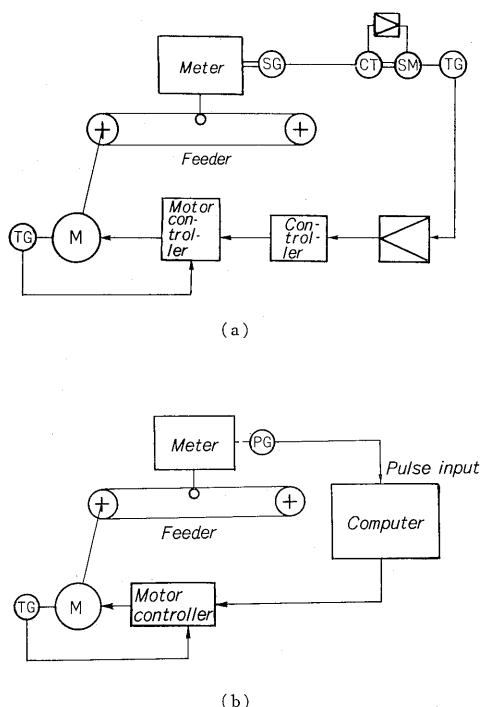 Meter
SG
CT
SM
TG
Feeder
TG
M
Motor
con-
trol-
ler
Con-
trol-
ler
(a)
Meter
PG
Pulse input
Feeder
Computer
TG
M
Motor
controller
(b)